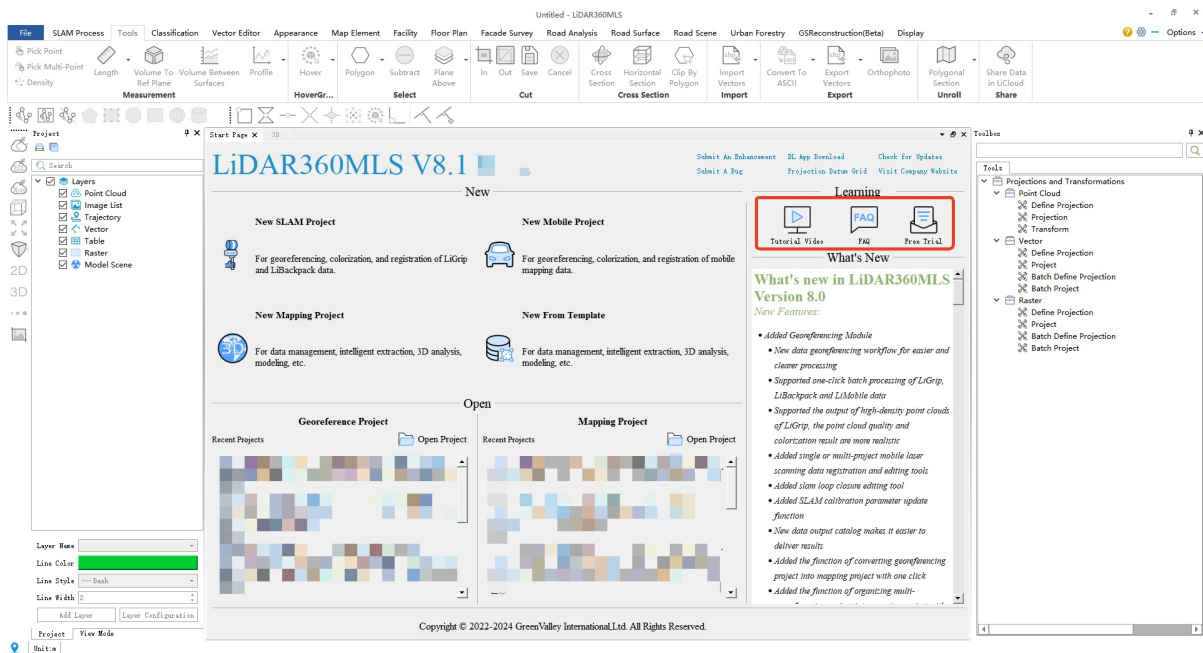 Untitled - LiDAR360MLS
File SLAM Process Tools Classification Vector Editor Appearance Map Element Facility Floor Plan Facade Survey Road Analysis Road Surface Road Scene Urban Forestry GSReconstruction(Beta) Display Options
Pick Point
Pick Multi-Point
Density
Length
Volume To Ref Plane
Volume Between Surfaces
Profile
Measurement
Hover
HoverGr...
Polygon
Subtract
Plane Above
Select
In
Out
Save
Cancel
Cut
Cross Section
Horizontal Section
Clip By Polygon
Cross Section
Import Vectors
Import
Convert To ASCII
Export Vectors
Orthophoto
Export
Polygonal Section
Unroll
Share Data in LiCloud
Share
Project
Search
Layers
Point Cloud
Image List
Trajectory
Vector
Table
Raster
Model Scene
2D
3D
Layer Name
Line Color
Line Style ---- Dash
Line Width 2
Add Layer Layer Configuration
Project View Mode
Unit:m
Start Page 3D
LiDAR360MLS V8.1
Submit An Enhancement DL App Download Check for Updates
Submit A Bug Projection Datum Grid Visit Company Website
New
New SLAM Project
For georeferencing, colorization, and registration of LiGrip
and LiBackpack data.
New Mobile Project
For georeferencing, colorization, and registration of mobile
mapping data.
New Mapping Project
For data management, intelligent extraction, 3D analysis,
modeling, etc.
New From Template
For data management, intelligent extraction, 3D analysis,
modeling, etc.
Open
Georeference Project
Recent Projects Open Project
Mapping Project
Recent Projects Open Project
Learning
FAQ
Tutorial Video FAQ Free Trial
What's New
What's new in LiDAR360MLS
Version 8.0
New Features:
• Added Georeferencing Module
• New data georeferencing workflow for easier and
clearer processing
• Supported one-click batch processing of LiGrip,
LiBackpack and LiMobile data
• Supported the output of high-density point clouds
of LiGrip, the point cloud quality and
colorization result are more realistic
• Added single or multi-project mobile laser
scanning data registration and editing tools
• Added slam loop closure editing tool
• Added SLAM calibration parameter update
function
• New data output catalog makes it easier to
deliver results
• Added the function of converting georeferencing
project into mapping project with one click
• Added the function of organizing multi-
Copyright © 2022-2024 GreenValley International,Ltd. All Rights Reserved.
Toolbox
Tools
Projections and Transformations
Point Cloud
Define Projection
Projection
Transform
Vector
Define Projection
Project
Batch Define Projection
Batch Project
Raster
Define Projection
Project
Batch Define Projection
Batch Project